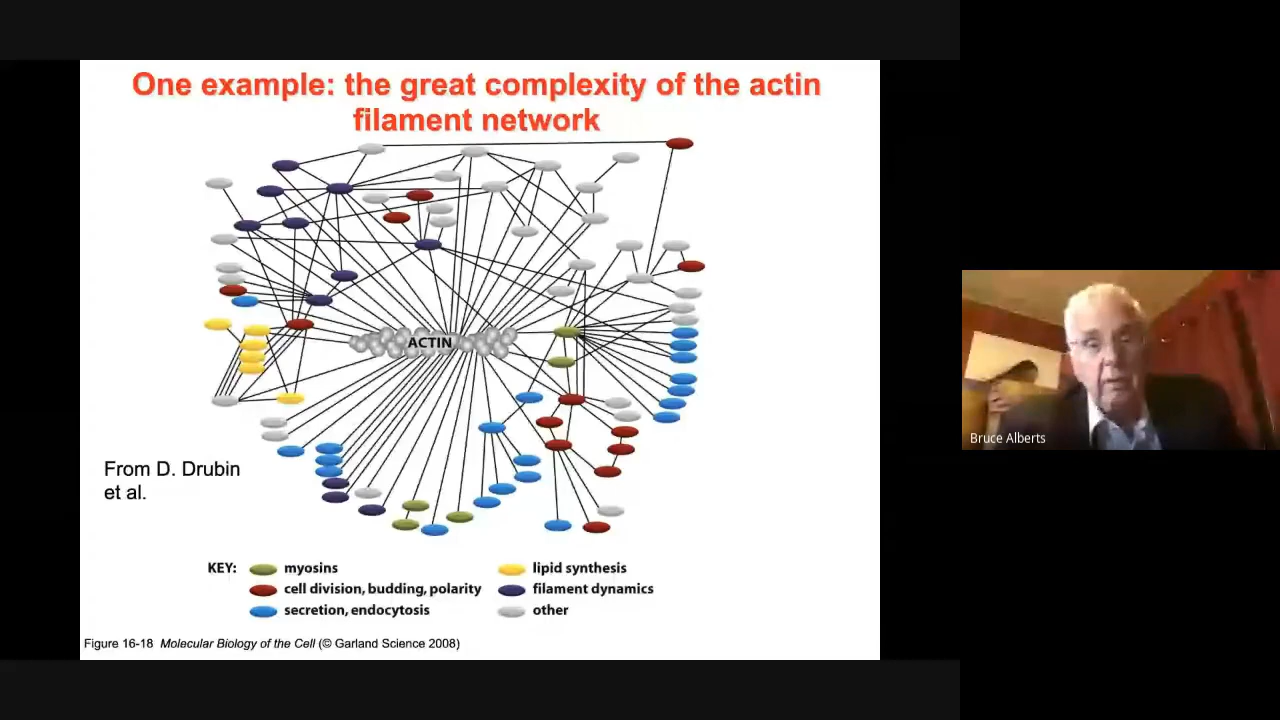 One example: the great complexity of the actin
filament network
ACTIN
From D. Drubin
et al.
KEY:
myosins
cell division, budding, polarity
secretion, endocytosis
lipid synthesis
filament dynamics
other
Figure 16-18 Molecular Biology of the Cell (© Garland Science 2008)
Bruce Alberts